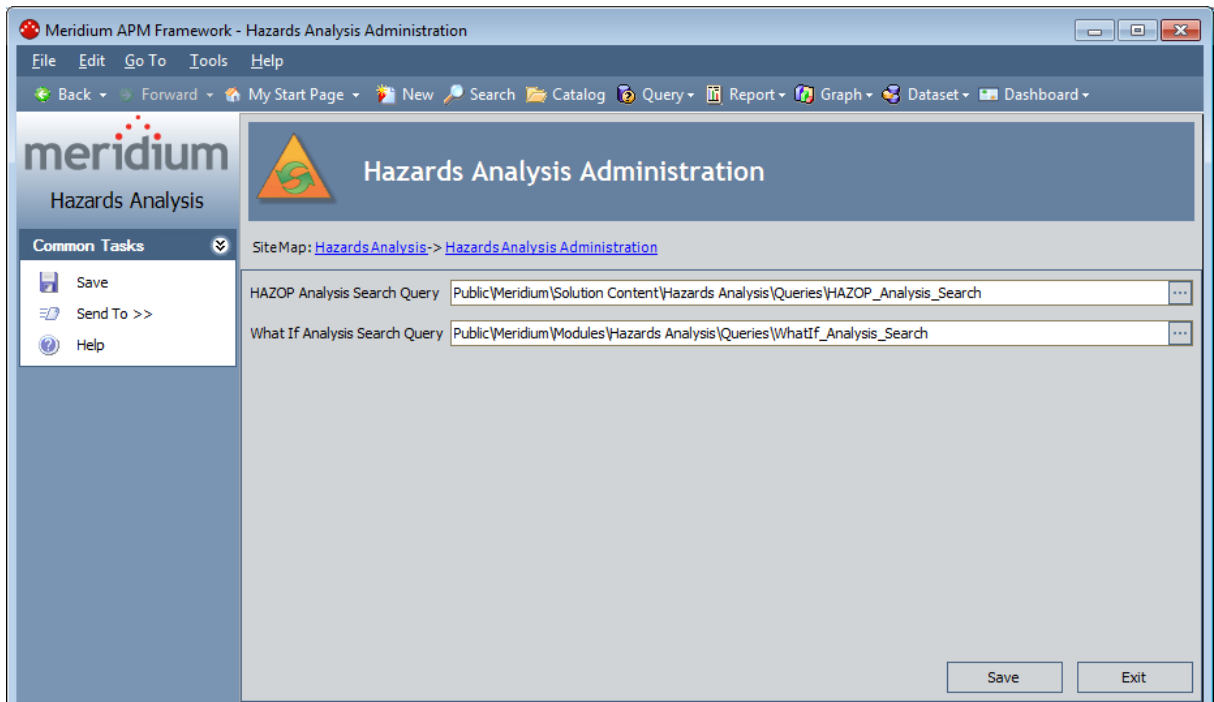 Meridium APM Framework - Hazards Analysis Administration
File Edit Go To Tools Help
Back Forward My Start Page New Search Catalog Query Report Graph Dataset Dashboard
meridium
Hazards Analysis
Hazards Analysis Administration
Common Tasks
Save
Send To >>
Help
SiteMap: Hazards Analysis-> Hazards Analysis Administration
HAZOP Analysis Search Query Public\Meridium\Solution Content\Hazards Analysis\Queries\HAZOP_Analysis_Search ...
What If Analysis Search Query Public\Meridium\Modules\Hazards Analysis\Queries\WhatIf_Analysis_Search ...
Save Exit